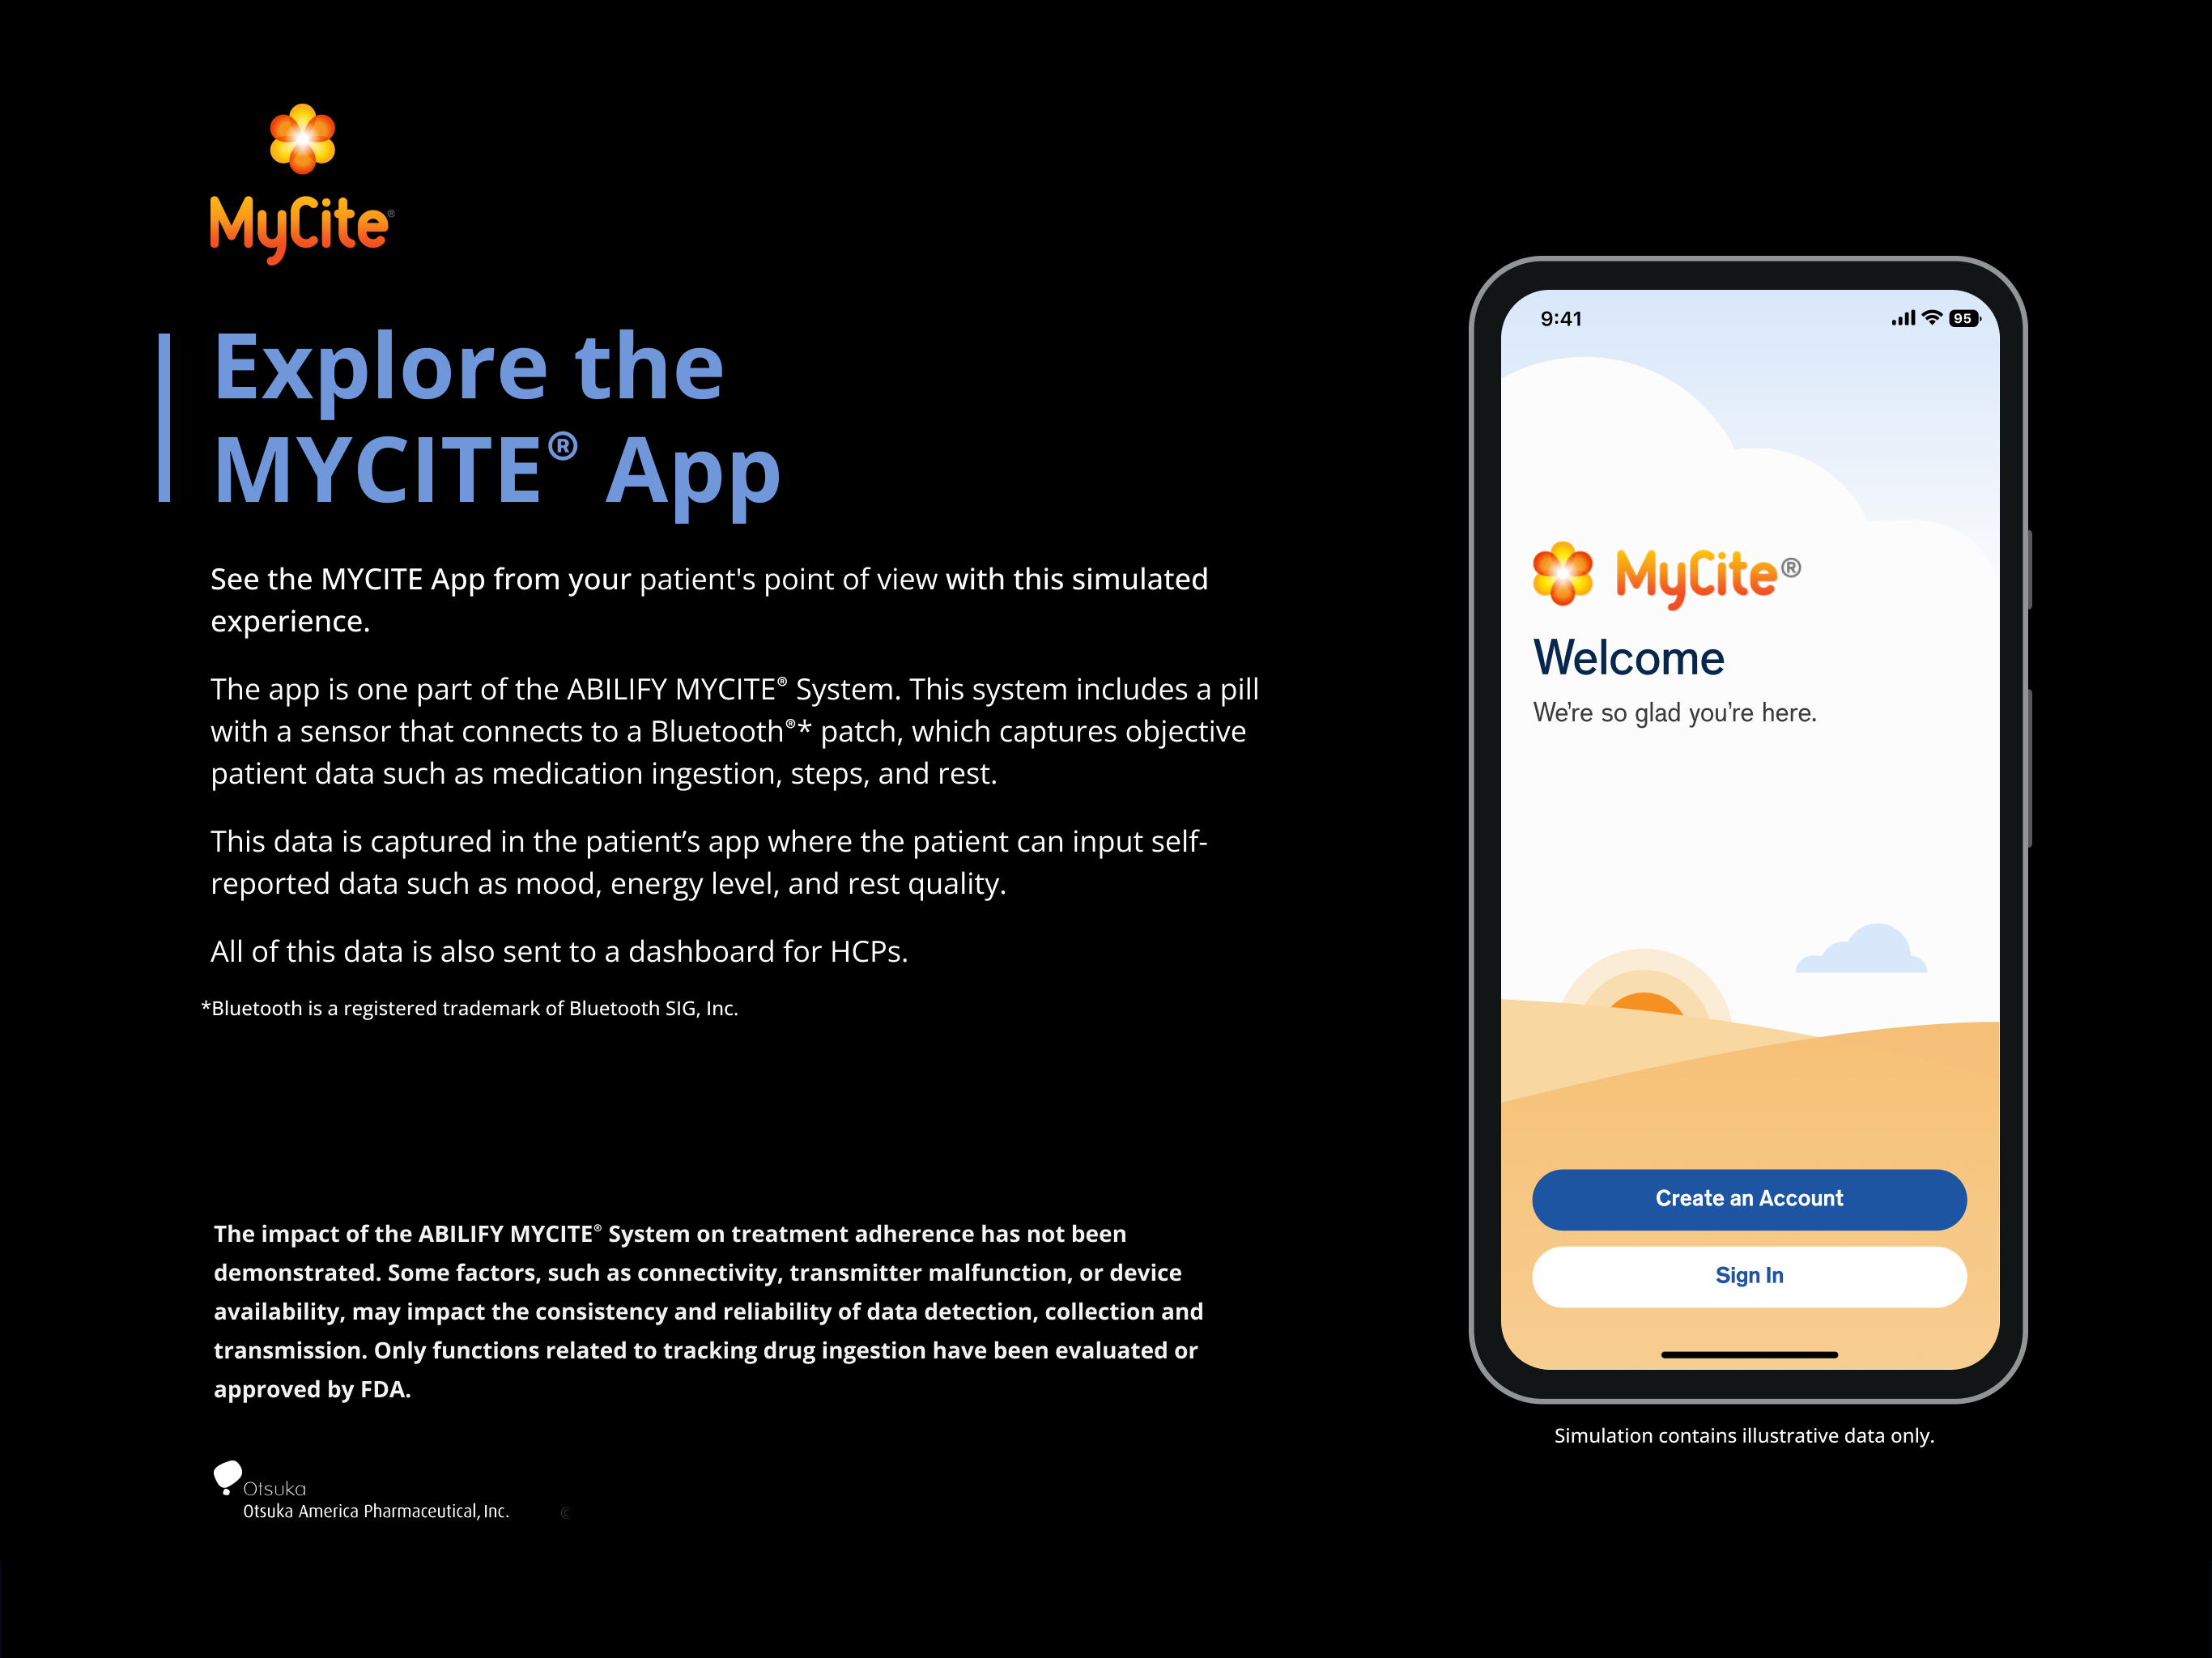 MyCite®
Explore the
MYCITE® App
See the MYCITE App from your patient's point of view with this simulated
experience.
The app is one part of the ABILIFY MYCITE® System. This system includes a pill
with a sensor that connects to a Bluetooth®* patch, which captures objective
patient data such as medication ingestion, steps, and rest.
This data is captured in the patient’s app where the patient can input self-
reported data such as mood, energy level, and rest quality.
All of this data is also sent to a dashboard for HCPs.
*Bluetooth is a registered trademark of Bluetooth SIG, Inc.
The impact of the ABILIFY MYCITE® System on treatment adherence has not been
demonstrated. Some factors, such as connectivity, transmitter malfunction, or device
availability, may impact the consistency and reliability of data detection, collection and
transmission. Only functions related to tracking drug ingestion have been evaluated or
approved by FDA.
Otsuka
Otsuka America Pharmaceutical, Inc.
9:41
95
MyCite®
Welcome
We’re so glad you’re here.
Create an Account
Sign In
Simulation contains illustrative data only.